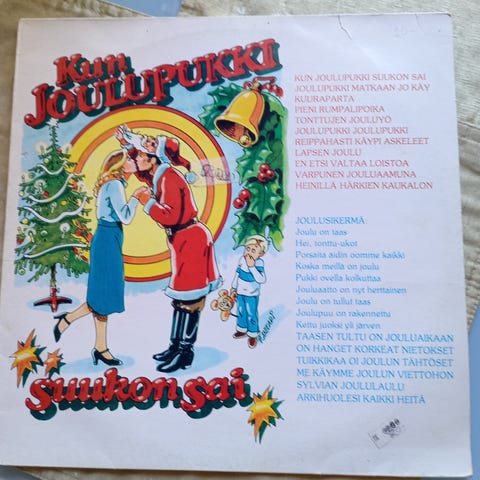 Kun
JOULUPUKKI
suukon sai
KUN JOULUPUKKI SUUKON SAI
JOULUPUKKI MATKAAN JO KÄY
KUURAPARTA
PIENI RUMPALIPOIKA
TONTTUJEN JOULUYÖ
JOULUPUKKI JOULUPUKKI
REIPPAHASTI KÄYPI ASKELEET
LAPSEN JOULU
EN ETSI VALTAA LOISTOA
VARPUNEN JOULUAAMUNA
HEINILLÄ HÄRKIEN KAUKALON
JOULUSIKERMÄ:
Joulu on taas
Hei, tonttu-ukot
Porsaita äidin oomme kaikki
Koska meillä on joulu
Pukki ovella kolkuttaa
Jouluaatto on nyt herttainen
Joulu on tullut taas
Joulupuu on rakennettu
Kettu juoksi yli järven
TAASEN TULTU ON JOULUAIKAAN
ON HANGET KORKEAT NIETOKSET
TUIKKIKAA OI JOULUN TÄHTÖSET
ME KÄYMME JOULUN VIETTOHON
SYLVIAN JOULULAULU
ARKIHUOLESI KAIKKI HEITÄ